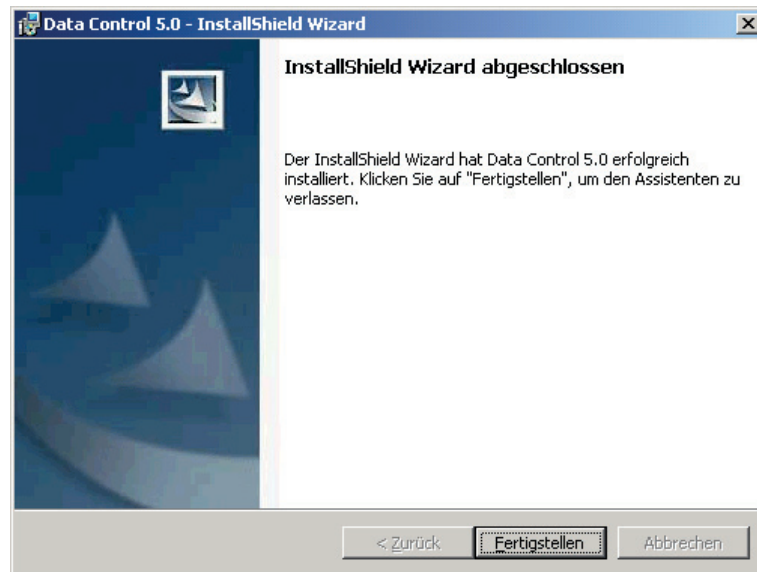 Data Control 5.0 - InstallShield Wizard
InstallShield Wizard abgeschlossen
Der InstallShield Wizard hat Data Control 5.0 erfolgreich
installiert. Klicken Sie auf "Fertigstellen", um den Assistenten zu
verlassen.
< Zurück Fertigstellen Abbrechen